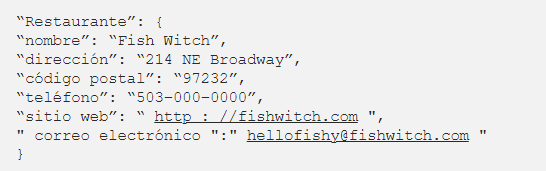 “Restaurante”: {
“nombre”: “Fish Witch”,
“dirección”: “214 NE Broadway”,
“código postal”: “97232”,
“teléfono”: “503–000–0000”,
“sitio web”: “ http : //fishwitch.com ",
" correo electrónico ":" hellofishy@fishwitch.com "
}